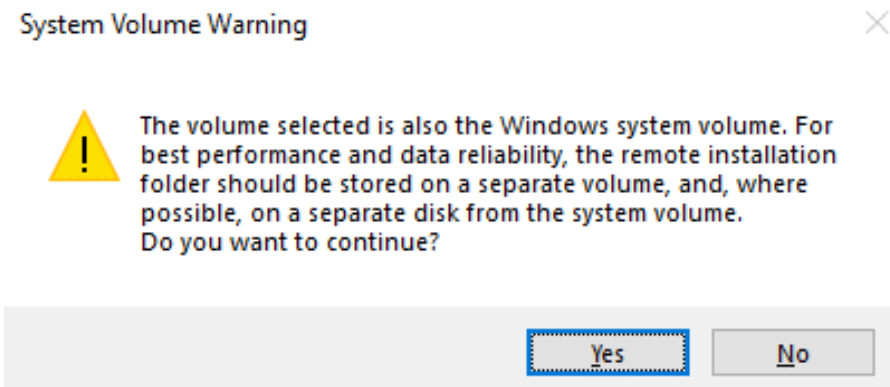 System Volume Warning
The volume selected is also the Windows system volume. For
best performance and data reliability, the remote installation
folder should be stored on a separate volume, and, where
possible, on a separate disk from the system volume.
Do you want to continue?
Yes
No